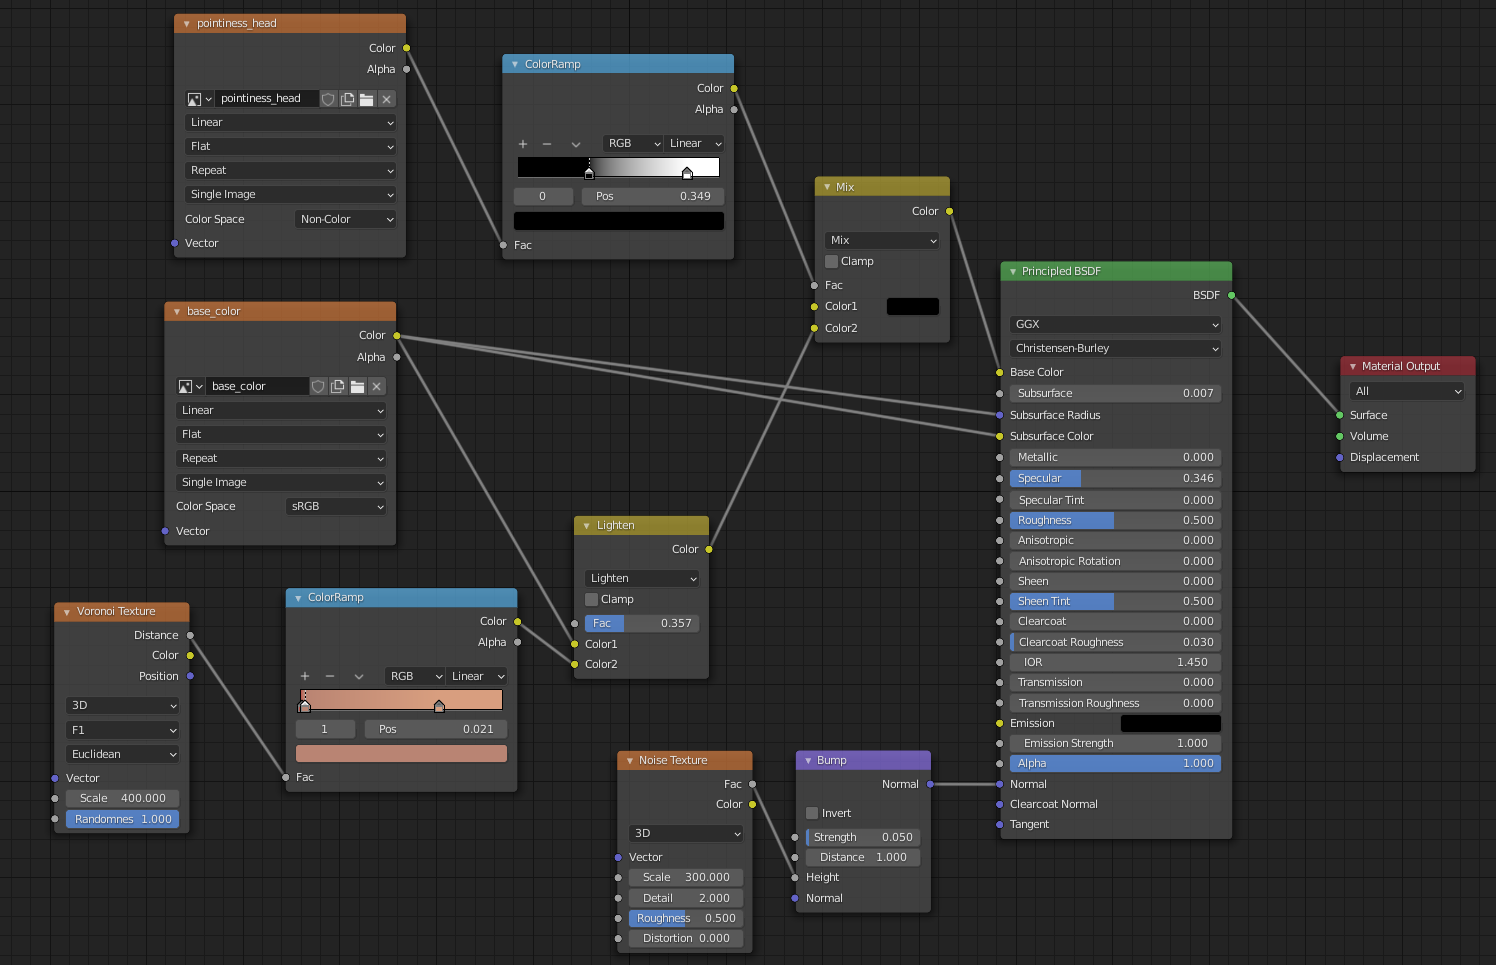 pointiness_head
Color
Alpha
pointiness_head
Linear
Flat
Repeat
Single Image
Color Space Non-Color
Vector
ColorRamp
Color
Alpha
RGB Linear
0 Pos 0.349
Fac
Mix
Color
Mix
Clamp
Fac
Color1
Color2
base_color
Color
Alpha
base_color
Linear
Flat
Repeat
Single Image
Color Space sRGB
Vector
Voronoi Texture
Distance
Color
Position
3D
F1
Euclidean
Vector
Scale 400.000
Randomnes 1.000
ColorRamp
Color
Alpha
RGB Linear
1 Pos 0.021
Fac
Lighten
Color
Lighten
Clamp
Fac 0.357
Color1
Color2
Noise Texture
Fac
Color
3D
Vector
Scale 300.000
Detail 2.000
Roughness 0.500
Distortion 0.000
Bump
Normal
Invert
Strength 0.050
Distance 1.000
Height
Normal
Principled BSDF
BSDF
GGX
Christensen-Burley
Base Color
Subsurface 0.007
Subsurface Radius
Subsurface Color
Metallic 0.000
Specular 0.346
Specular Tint 0.000
Roughness 0.500
Anisotropic 0.000
Anisotropic Rotation 0.000
Sheen 0.000
Sheen Tint 0.500
Clearcoat 0.000
Clearcoat Roughness 0.030
IOR 1.450
Transmission 0.000
Transmission Roughness 0.000
Emission
Emission Strength 1.000
Alpha 1.000
Normal
Clearcoat Normal
Tangent
Material Output
All
Surface
Volume
Displacement